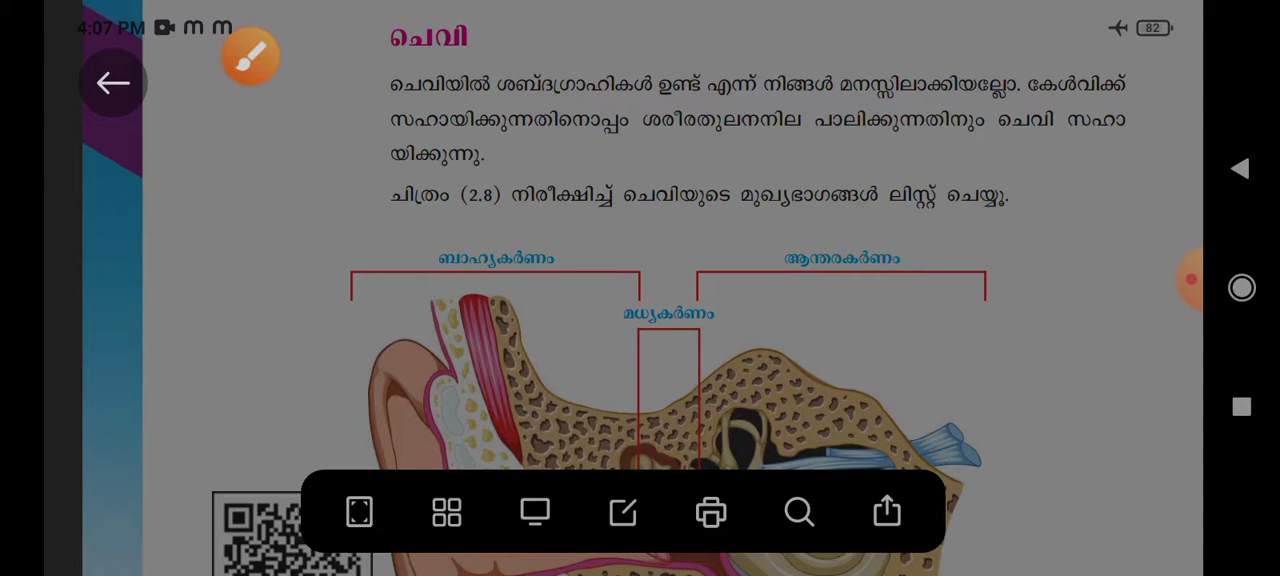 4:07 PM
82
ചെവി
ചെവിയിൽ ശബ്ദഗ്രാഹികൾ ഉണ്ട് എന്ന് നിങ്ങൾ മനസ്സിലാക്കിയല്ലോ. കേൾവിക്ക്
സഹായിക്കുന്നതിനൊപ്പം ശരീരതുലനനില പാലിക്കുന്നതിനും ചെവി സഹാ
യിക്കുന്നു.
ചിത്രം (2.8) നിരീക്ഷിച്ച് ചെവിയുടെ മുഖ്യഭാഗങ്ങൾ ലിസ്റ്റ് ചെയ്യൂ.
ബാഹ്യകർണം
ആന്തരകർണം
മധ്യകർണം